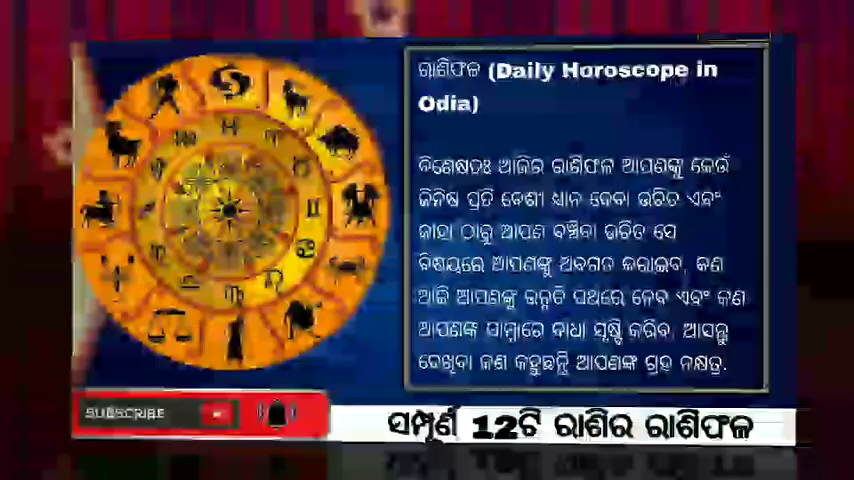 ରାଶିଫଳ (Daily Horoscope in
Odia)
ବିଶେଷତଃ ଆଜିର ରାଶିଫଳ ଆପଣଙ୍କୁ କେଉଁ
ଜିନିଷ ପ୍ରତି ବେଶୀ ଧ୍ୟାନ ଦେବା ଉଚିତ ଏବଂ
କାହା ଠାରୁ ଆପଣ ବଞ୍ଚିବା ଉଚିତ ସେ
ବିଷୟରେ ଆପଣଙ୍କୁ ଅବଗତ କରାଇବ, କଣ
ଆଜି ଆପଣଙ୍କୁ ଉନ୍ନତି ପଥରେ ନେବ ଏବଂ କଣ
ଆପଣଙ୍କ ସାମ୍ନାରେ ବାଧା ସୃଷ୍ଟି କରିବ, ଆସନ୍ତୁ
ଦେଖିବା କଣ କହୁଛନ୍ତି ଆପଣଙ୍କ ଗ୍ରହ ନକ୍ଷତ୍ର.
SUBSCRIBE
ସମ୍ପୂର୍ଣ 12ଟି ରାଶିର ରାଶିଫଳ